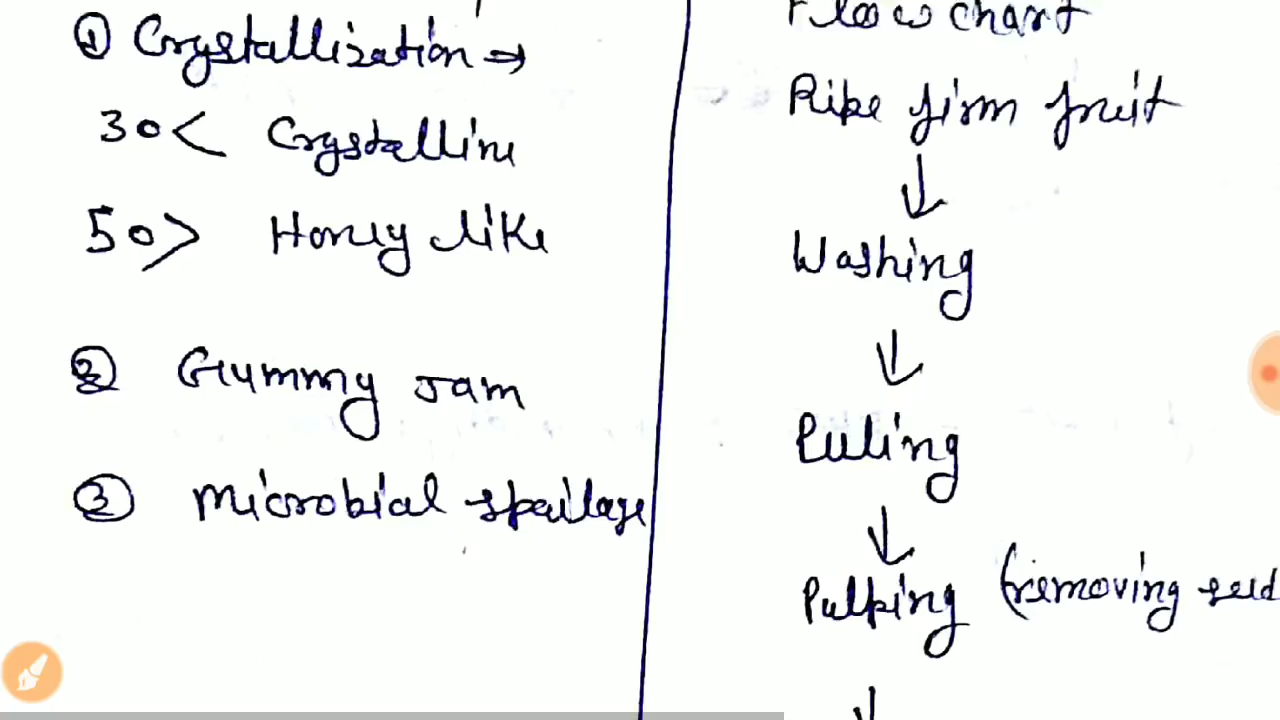 ① Crystallization →
30< Crystalline
50> Honey like
② Gummy Jam
③ Microbial spoilage
Flow chart
Ripe firm fruit
↓
Washing
↓
Peeling
↓
Pulping (removing seed
↓